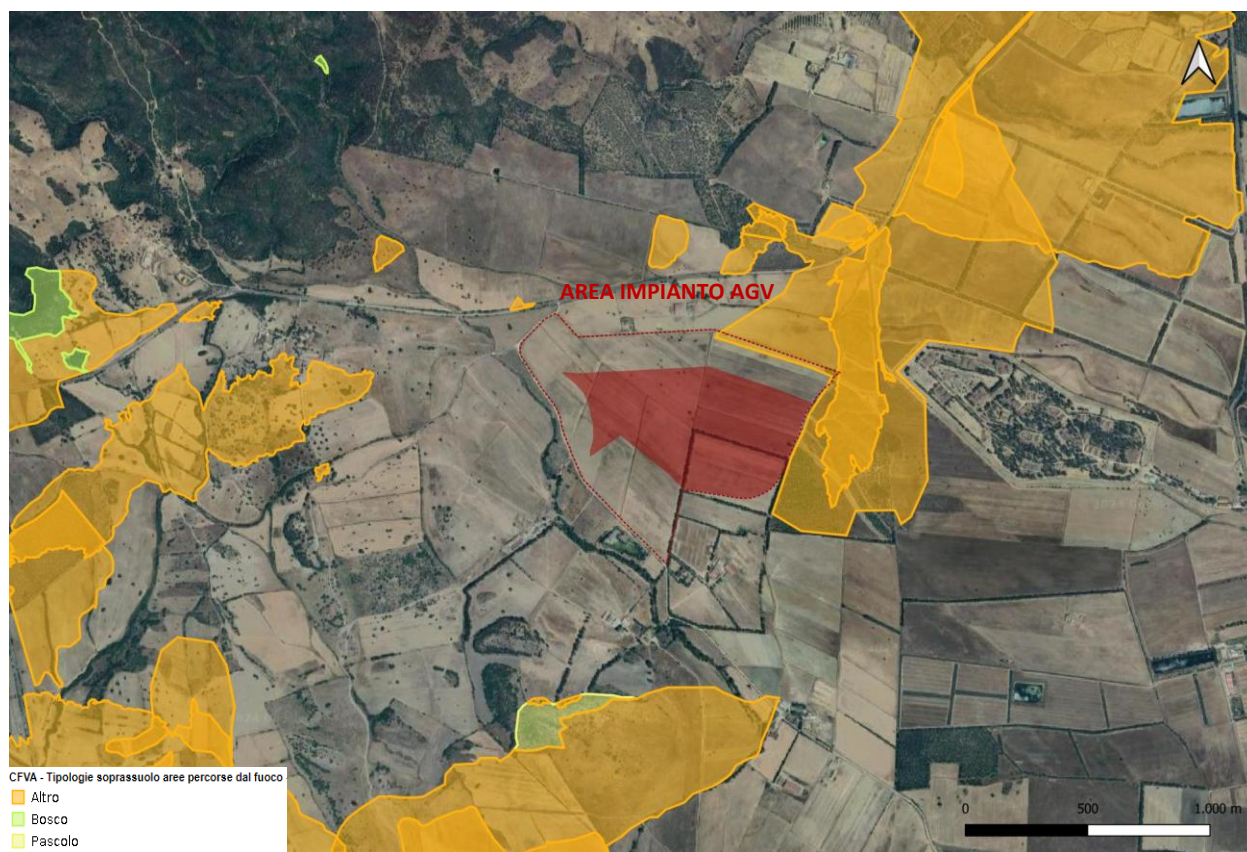 AREA IMPIANTO AGV
0 500 1.000 m
CFVA - Tipologie soprassuolo aree percorse dal fuoco
Altro
Bosco
Pascolo